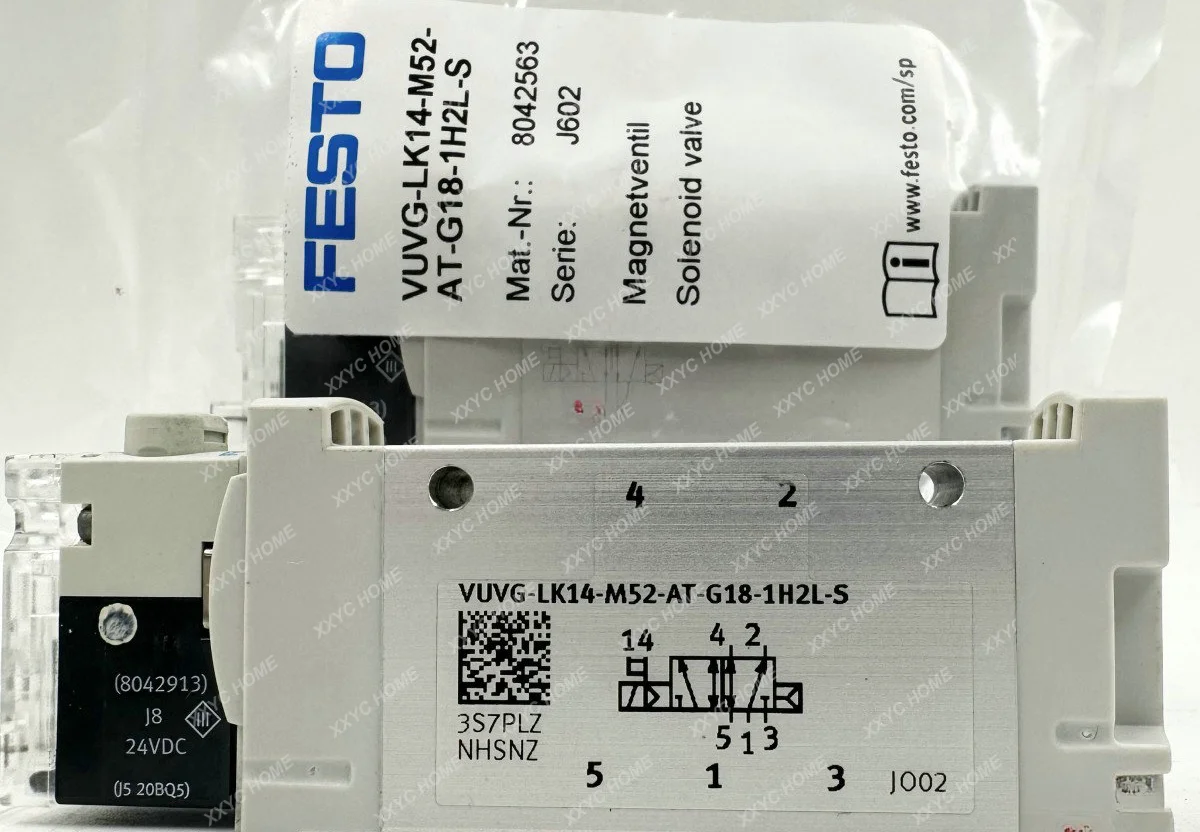 FESTO
VUVG-LK14-M52-
AT-G18-1H2L-S
Mat.-Nr.: 8042563
Serie: J602
Magnetventil
Solenoid valve
www.festo.com/sp
4 2
VUVG-LK14-M52-AT-G18-1H2L-S
14 4 2
3S7PLZ
NHSNZ
5 1 3
5 1 3 JO02
(8042913)
J8
24VDC
(J5 20BQ5)
XXYC HOME